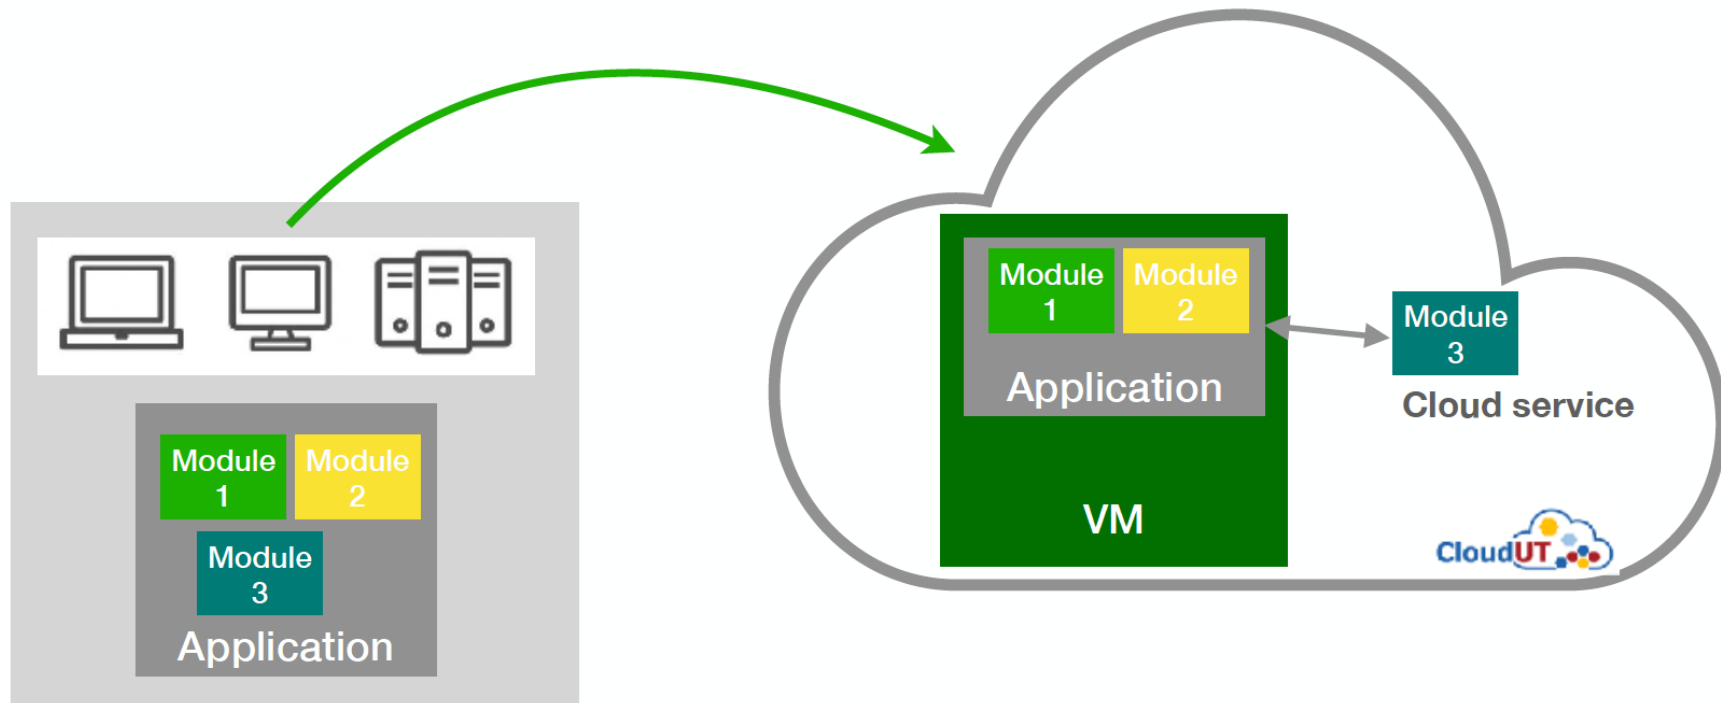 Module
1
Module
2
Module
3
Application
Module
1
Module
2
Application
VM
Module
3
Cloud service
CloudUT